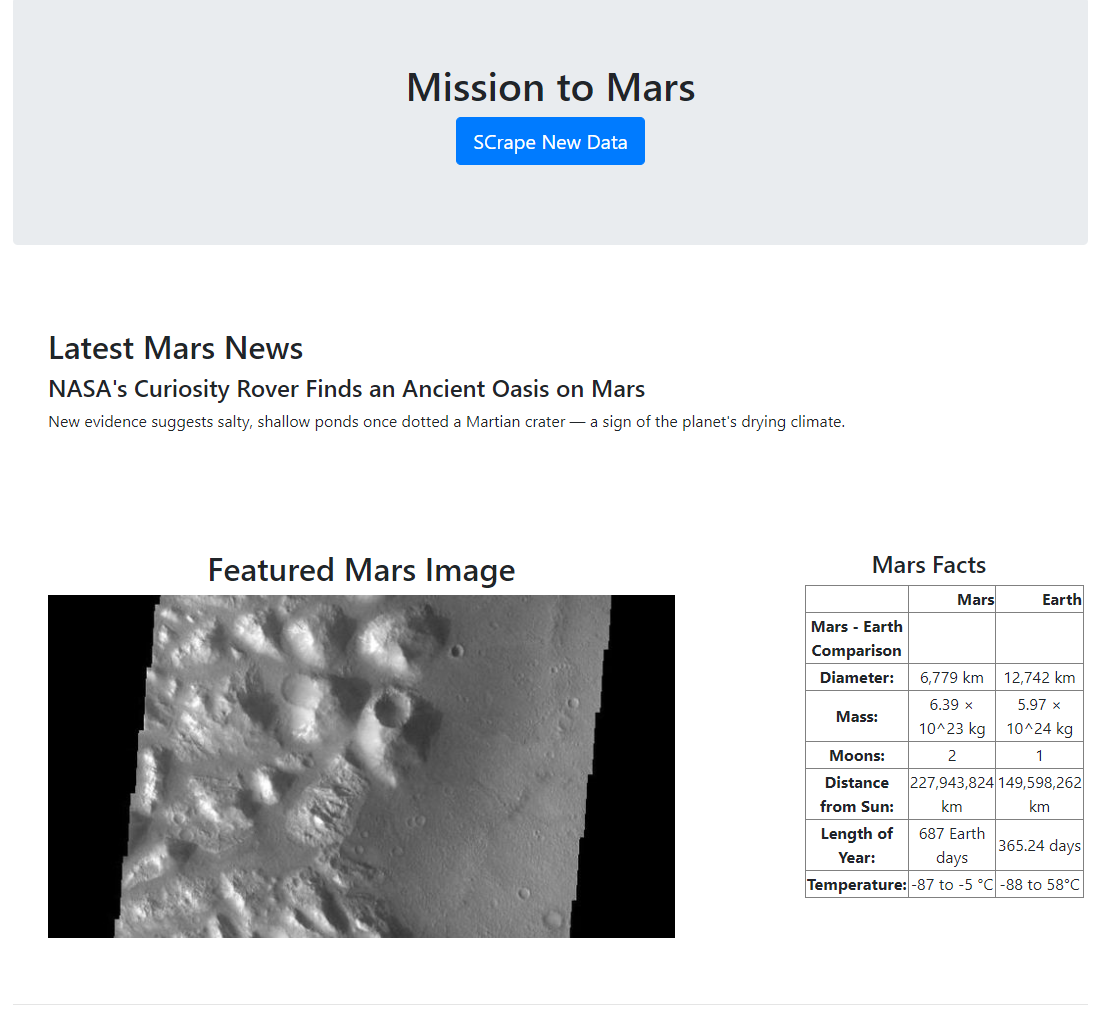 Mission to Mars
SCrape New Data
Latest Mars News
NASA's Curiosity Rover Finds an Ancient Oasis on Mars
New evidence suggests salty, shallow ponds once dotted a Martian crater — a sign of the planet's drying climate.
Featured Mars Image
Mars Facts
Mars Earth
Mars - Earth
Comparison
Diameter: 6,779 km 12,742 km
Mass: 6.39 ×
10^23 kg 5.97 ×
10^24 kg
Moons: 2 1
Distance
from Sun: 227,943,824
km 149,598,262
km
Length of
Year: 687 Earth
days 365.24 days
Temperature: -87 to -5 °C -88 to 58°C